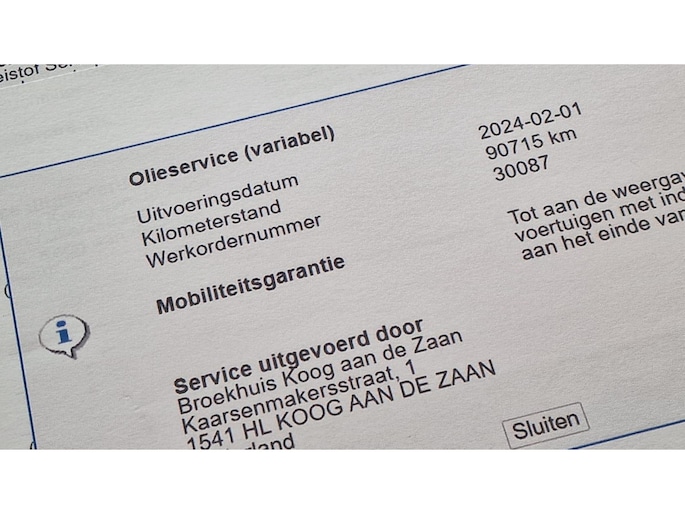 Olieservice (variabel)
Uitvoeringsdatum 2024-02-01
Kilometerstand 90715 km
Werkordernummer 30087
Mobiliteitsgarantie Tot aan de weerga
voertuigen met ind
aan het einde van
Service uitgevoerd door
Broekhuis Koog aan de Zaan
Kaarsenmakersstraat, 1
1541 HL KOOG AAN DE ZAAN
Sluiten